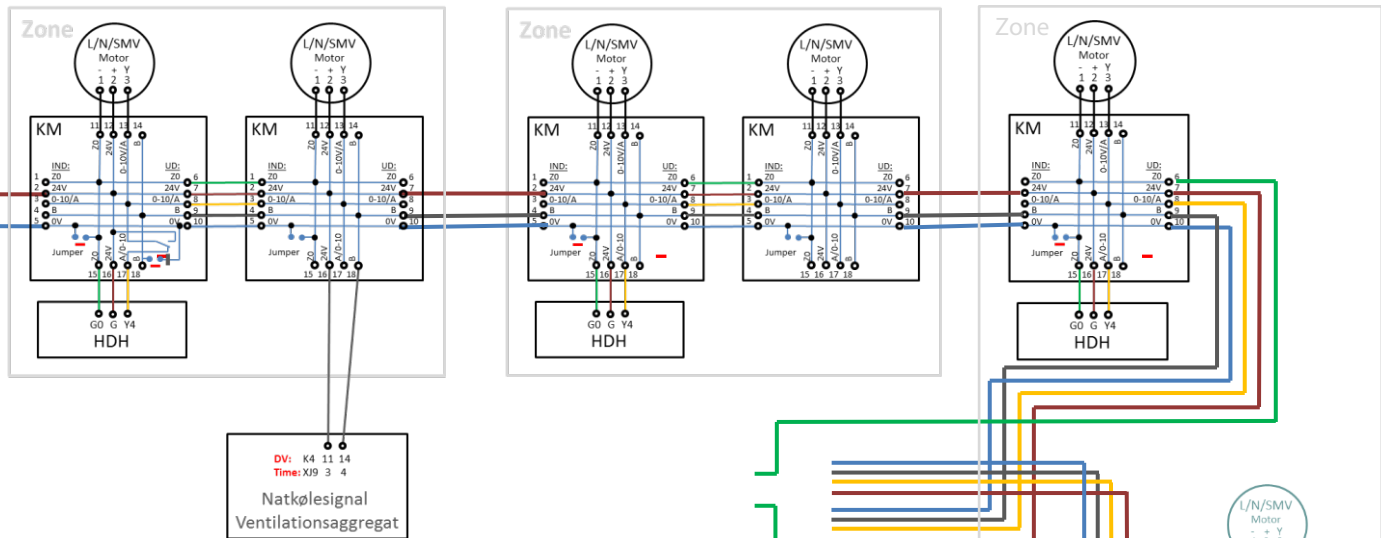 Zone
L/N/SMV
Motor
- + Y
1 2 3
KM
11 12 13 14
Z0 24V 0-10V/A B
IND: UD:
1 Z0 Z0 6
2 24V 24V 7
3 0-10/A 0-10/A 8
4 B B 9
5 0V 0V 10
Jumper
Z0 24V A/0-10 B
15 16 17 18
G0 G Y4
HDH
L/N/SMV
Motor
- + Y
1 2 3
KM
11 12 13 14
Z0 24V 0-10V/A B
IND: UD:
1 Z0 Z0 6
2 24V 24V 7
3 0-10/A 0-10/A 8
4 B B 9
5 0V 0V 10
Jumper
Z0 24V A/0-10 B
15 16 17 18
DV: K4 11 14
Time: XJ9 3 4
Natkølesignal
Ventilationsaggregat
Zone
L/N/SMV
Motor
- + Y
1 2 3
KM
11 12 13 14
Z0 24V 0-10V/A B
IND: UD:
1 Z0 Z0 6
2 24V 24V 7
3 0-10/A 0-10/A 8
4 B B 9
5 0V 0V 10
Jumper
Z0 24V A/0-10 B
15 16 17 18
G0 G Y4
HDH
L/N/SMV
Motor
- + Y
1 2 3
KM
11 12 13 14
Z0 24V 0-10V/A B
IND: UD:
1 Z0 Z0 6
2 24V 24V 7
3 0-10/A 0-10/A 8
4 B B 9
5 0V 0V 10
Jumper
Z0 24V A/0-10 B
15 16 17 18
Zone
L/N/SMV
Motor
- + Y
1 2 3
KM
11 12 13 14
Z0 24V 0-10V/A B
IND: UD:
1 Z0 Z0 6
2 24V 24V 7
3 0-10/A 0-10/A 8
4 B B 9
5 0V 0V 10
Jumper
Z0 24V A/0-10 B
15 16 17 18
G0 G Y4
HDH
L/N/SMV
Motor
- + Y